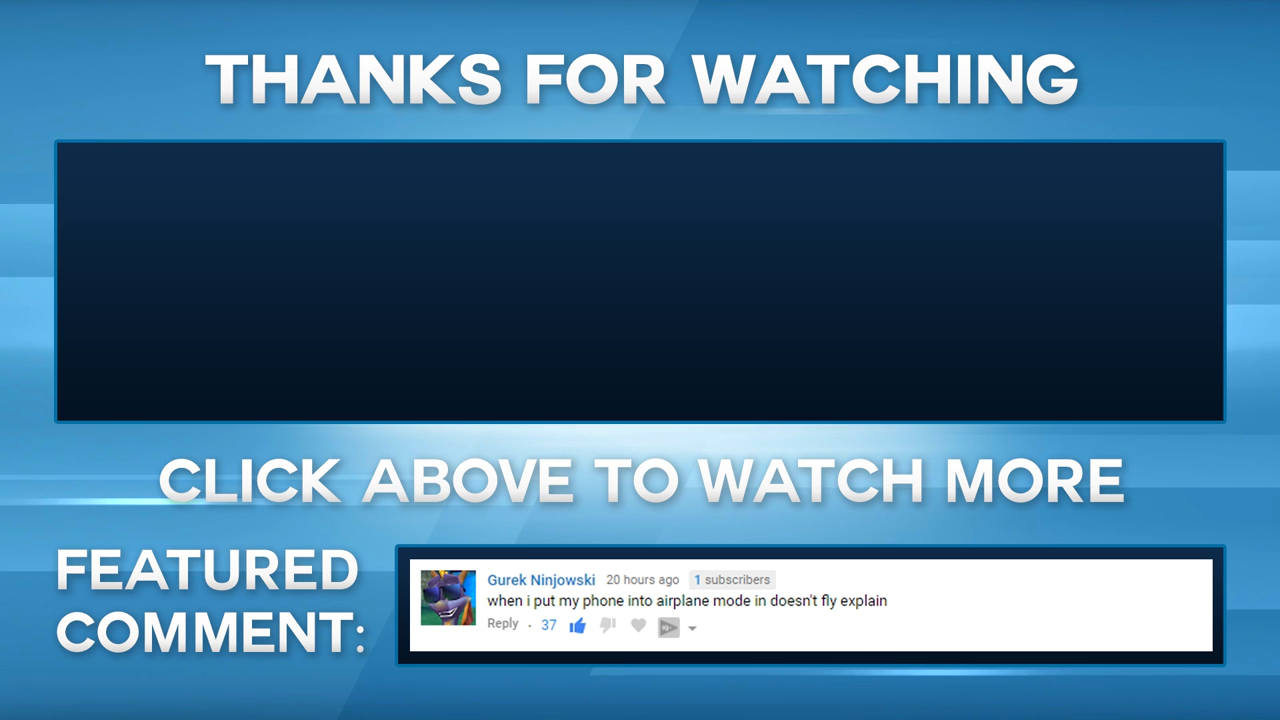 THANKS FOR WATCHING
CLICK ABOVE TO WATCH MORE
FEATURED
COMMENT:
Gurek Ninjowski 20 hours ago 1 subscribers
when i put my phone into airplane mode in doesn't fly explain
Reply · 37